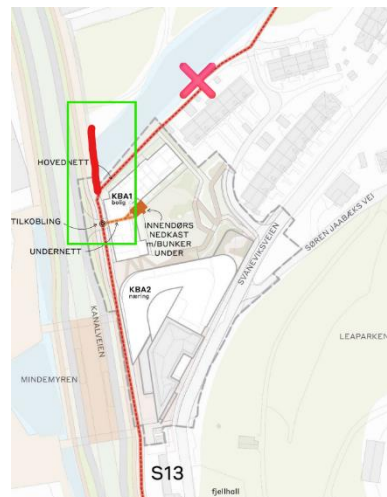 HOVEDNETT
KBA1
bolig
TILKOBLING
INNENDØRS
NEDKAST
m/BUNKER
UNDER
UNDERNETT
SVANEVIKSVEIEN
SØREN JAABÆKS VEI
KBA2
næring
KANALVEIEN
LEAPARKEN
MINDEMYREN
S13
fjellhall